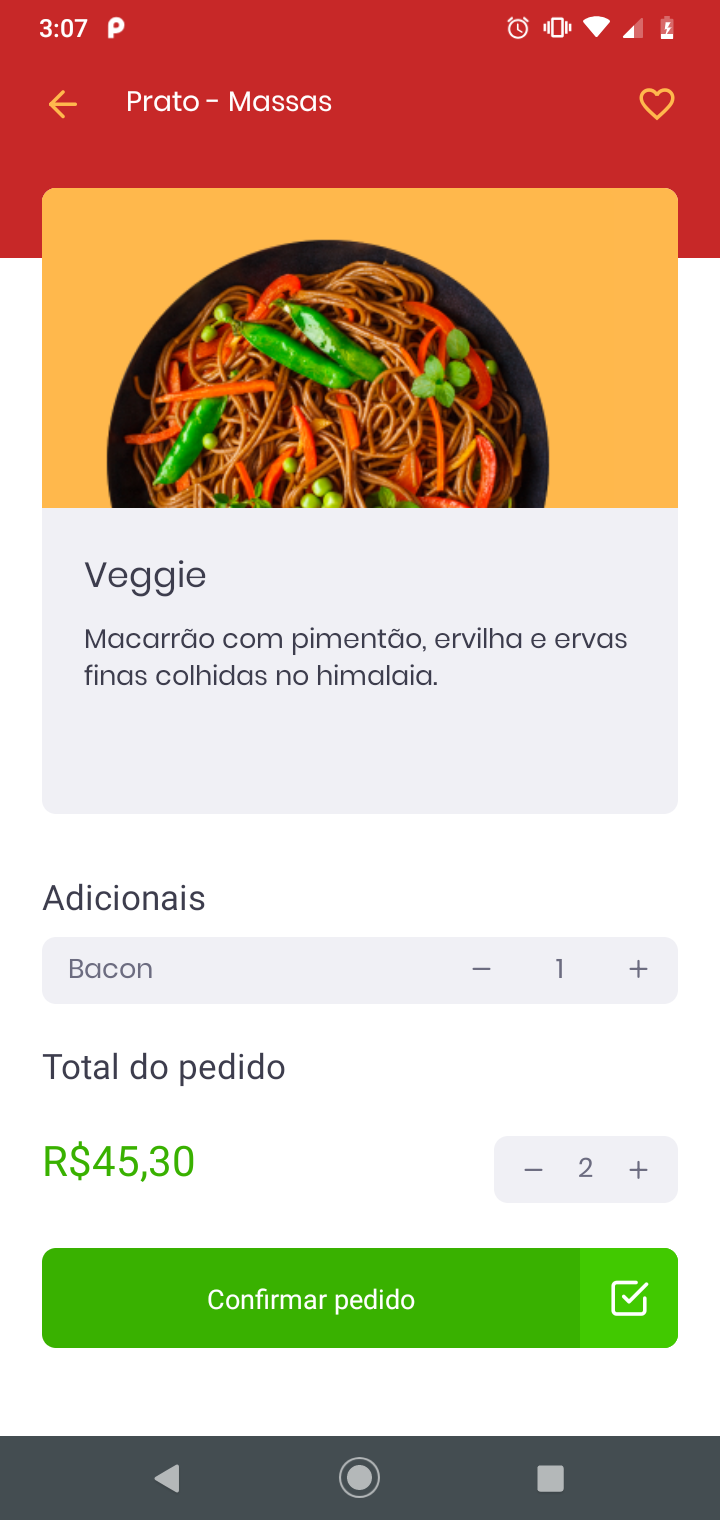 3:07
Prato - Massas
Veggie
Macarrão com pimentão, ervilha e ervas
finas colhidas no himalaia.
Adicionais
Bacon
− 1 +
Total do pedido
R$45,30
− 2 +
Confirmar pedido